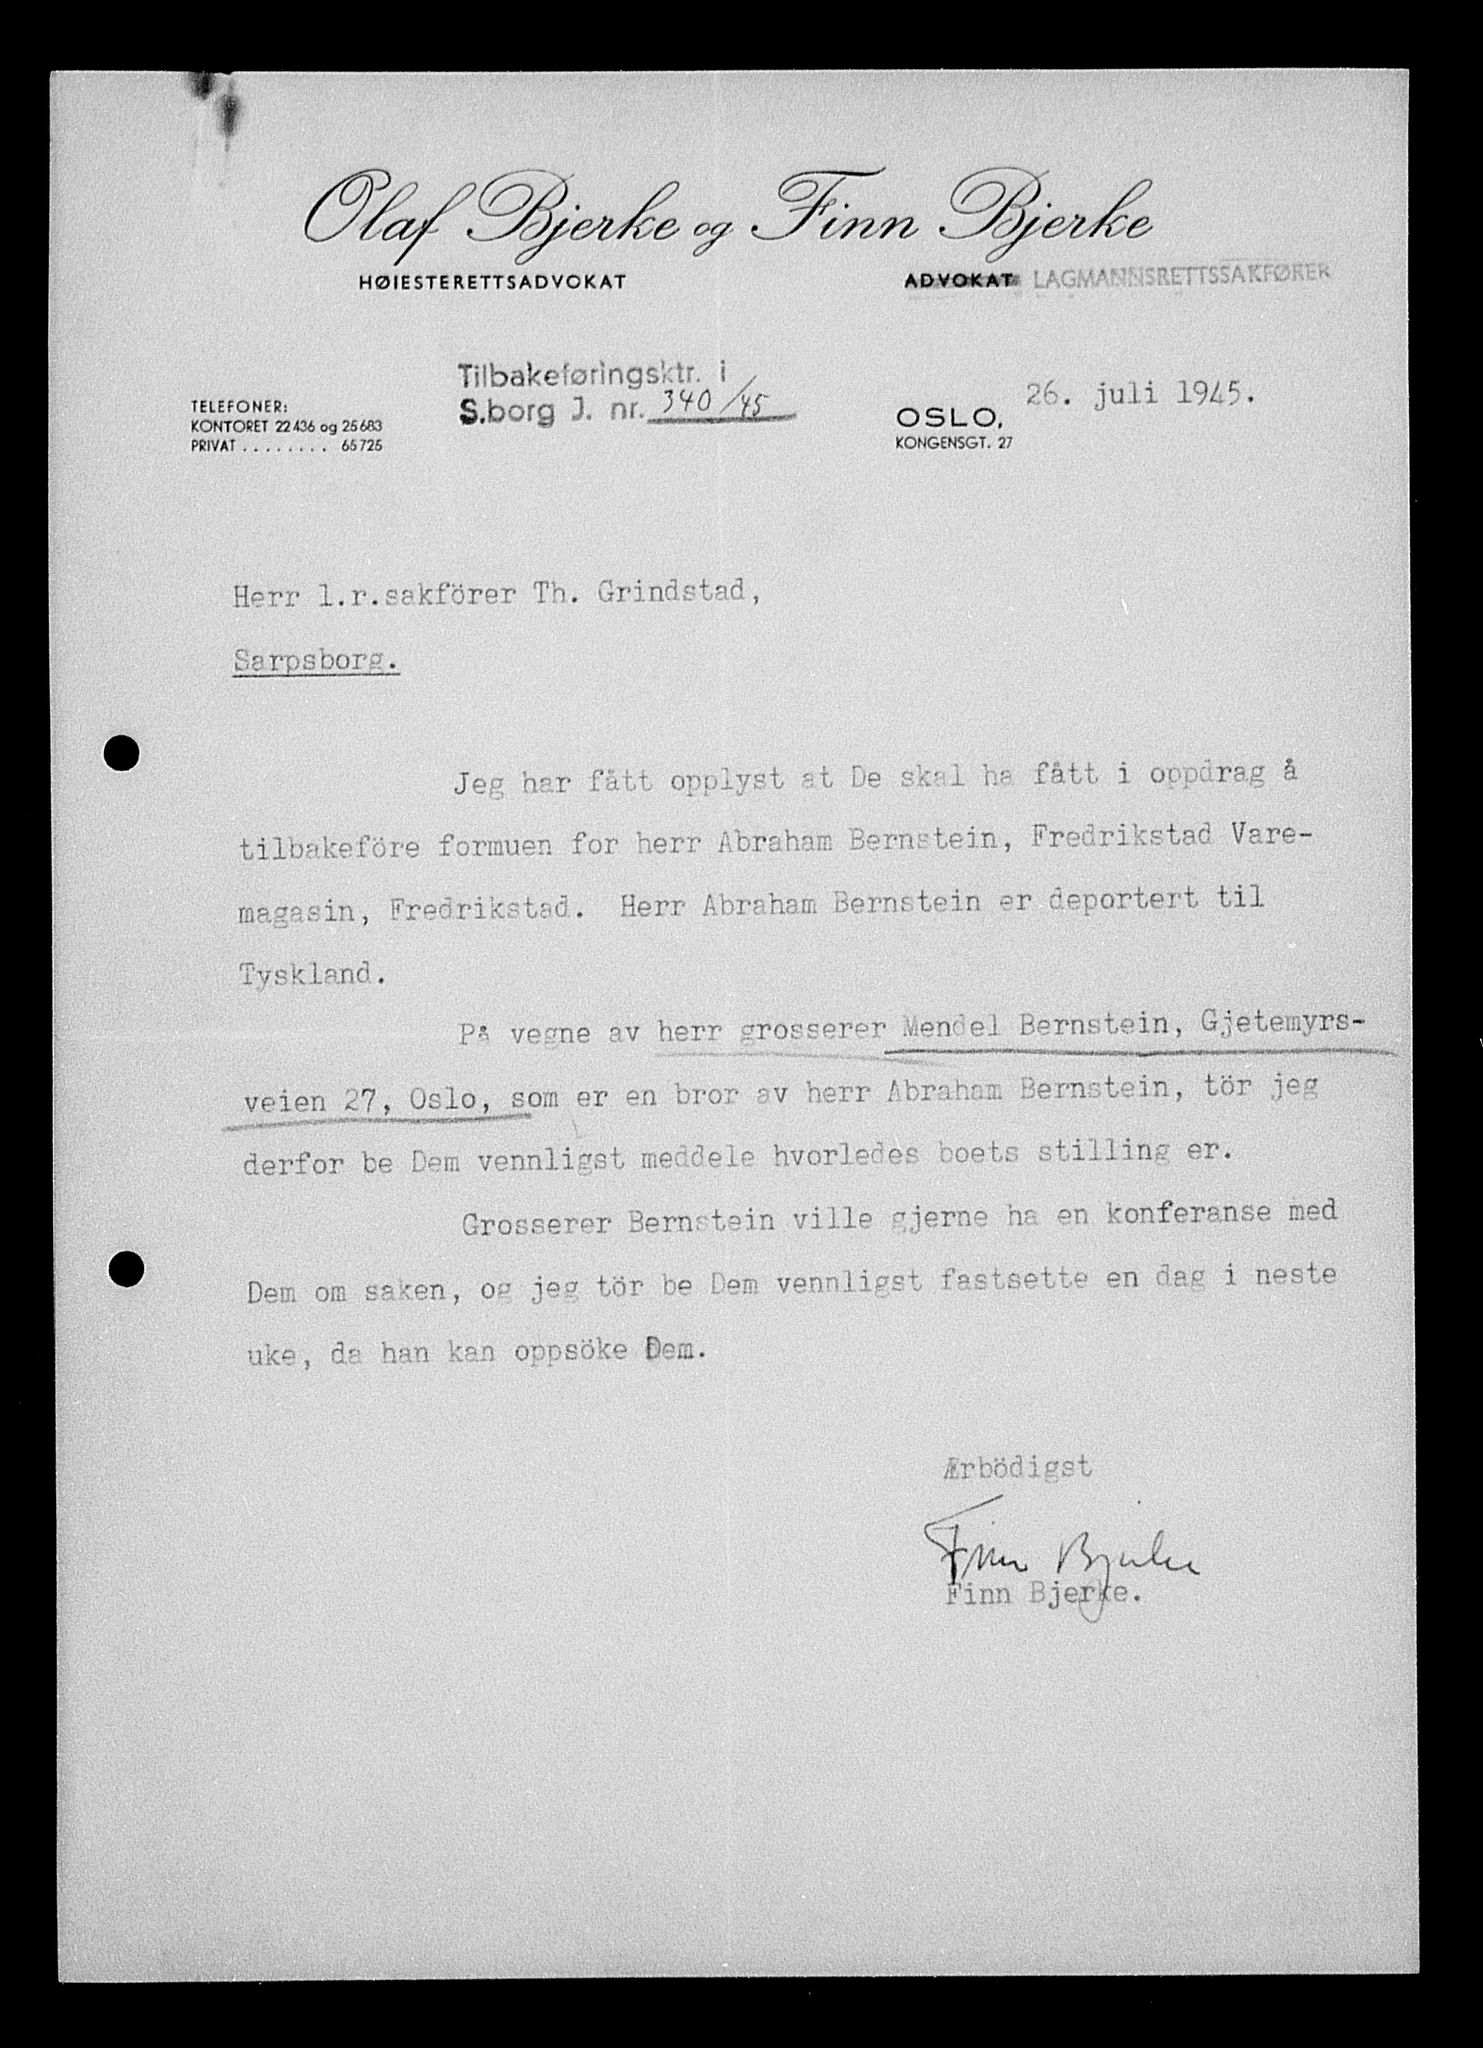 Olaf Bjerke og Finn Bjerke
HØIESTERETTSADVOKAT
ADVOKAT LAGMANNSRETTSSAKFØRER
Tilbakeføringsktr. i
S.borg J. nr. 340/45
TELEFONER:
KONTORET 22436 og 25683
PRIVAT ........ 65725
OSLO, 26. juli 1945.
KONGENSGT. 27
Herr l.r.sakförer Th. Grindstad,
Sarpsborg.
Jeg har fått opplyst at De skal ha fått i oppdrag å
tilbakeföre formuen for herr Abraham Bernstein, Fredrikstad Vare-
magasin, Fredrikstad. Herr Abraham Bernstein er deportert til
Tyskland.
På vegne av herr grosserer Mendel Bernstein, Gjetemyrs-
veien 27, Oslo, som er en bror av herr Abraham Bernstein, tör jeg
derfor be Dem vennligst meddele hvorledes boets stilling er.
Grosserer Bernstein ville gjerne ha en konferanse med
Dem om saken, og jeg tör be Dem vennligst fastsette en dag i neste
uke, da han kan oppsöke Dem.
Ærbödigst
Finn Bjerke
Finn Bjerke.